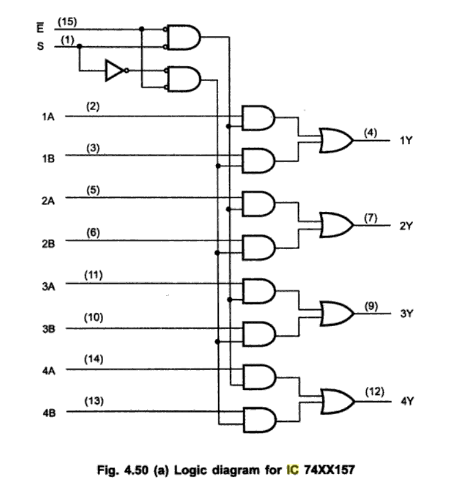 E̅ (15)
S (1)
1A (2)
(4) 1Y
1B (3)
2A (5)
(7) 2Y
2B (6)
3A (11)
(9) 3Y
3B (10)
4A (14)
(12) 4Y
4B (13)
Fig. 4.50 (a) Logic diagram for IC 74XX157